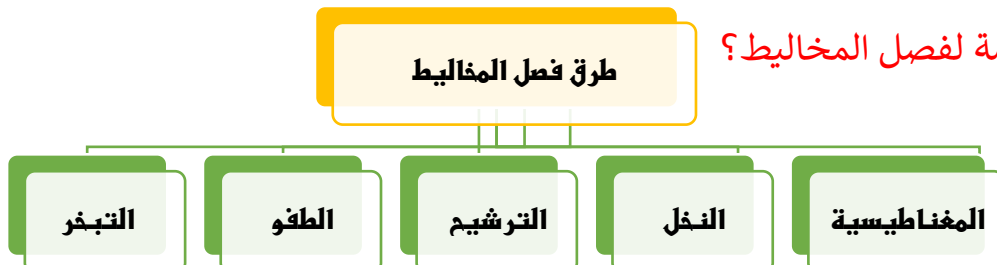 لفصل المخاليط؟
طرق فصل المخاليط
المغناطيسية
النخل
الترشيح
الطفو
التبخر